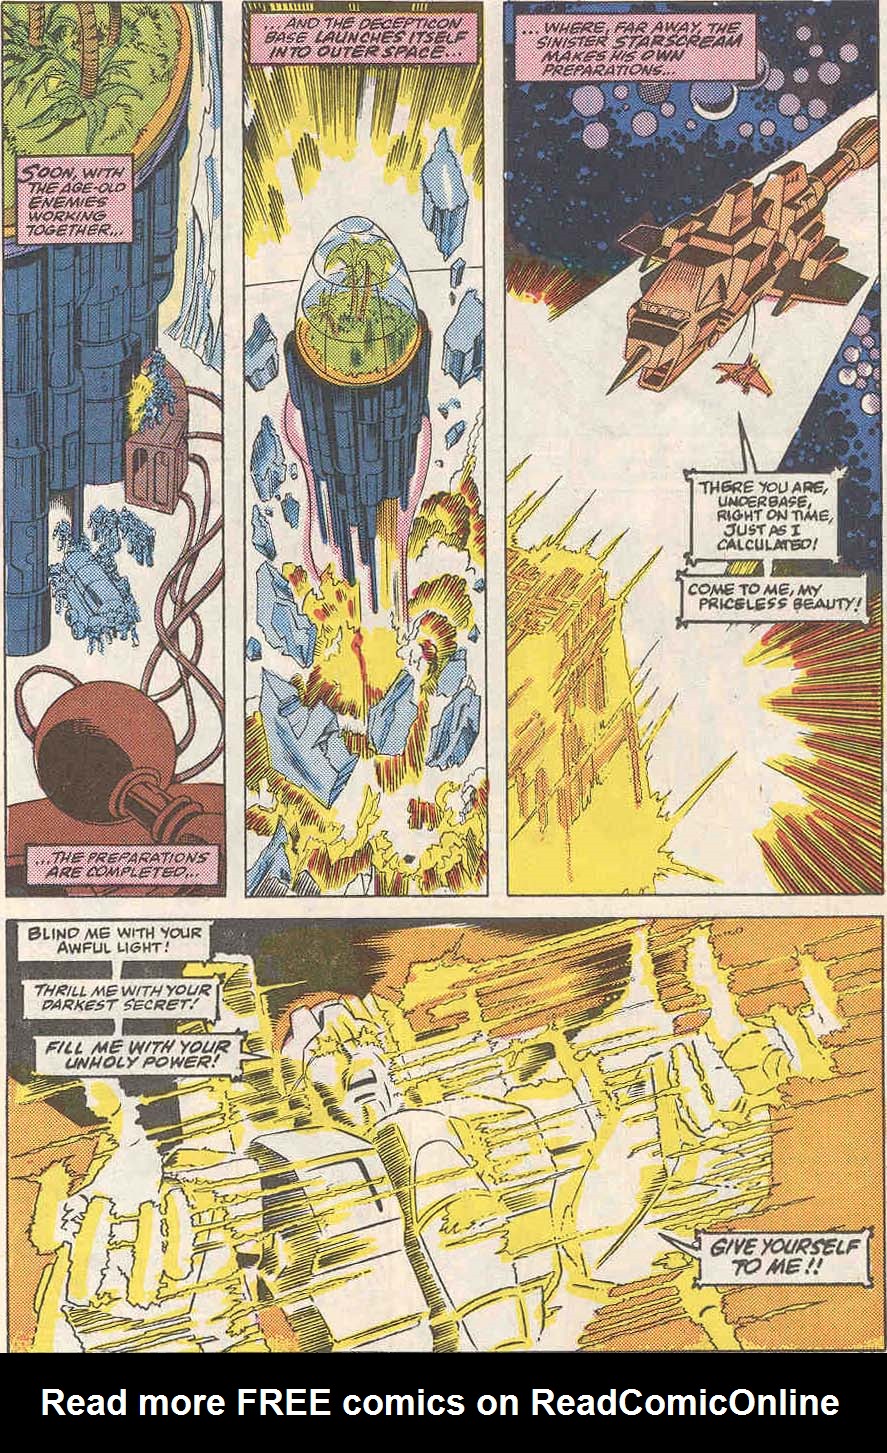 SOON, WITH
THE AGE-OLD
ENEMIES
WORKING
TOGETHER...
...THE PREPARATIONS
ARE COMPLETED...
...AND THE DECEPTICON
BASE LAUNCHES ITSELF
INTO OUTER SPACE...
...WHERE, FAR AWAY, THE
SINISTER STARSCREAM
MAKES HIS OWN
PREPARATIONS...
THERE YOU ARE,
UNDERBASE,
RIGHT ON TIME,
JUST AS I
CALCULATED!
COME TO ME, MY
PRICELESS BEAUTY!
BLIND ME WITH YOUR
AWFUL LIGHT!
THRILL ME WITH YOUR
DARKEST SECRET!
FILL ME WITH YOUR
UNHOLY POWER!
GIVE YOURSELF
TO ME!!
Read more FREE comics on ReadComicOnline